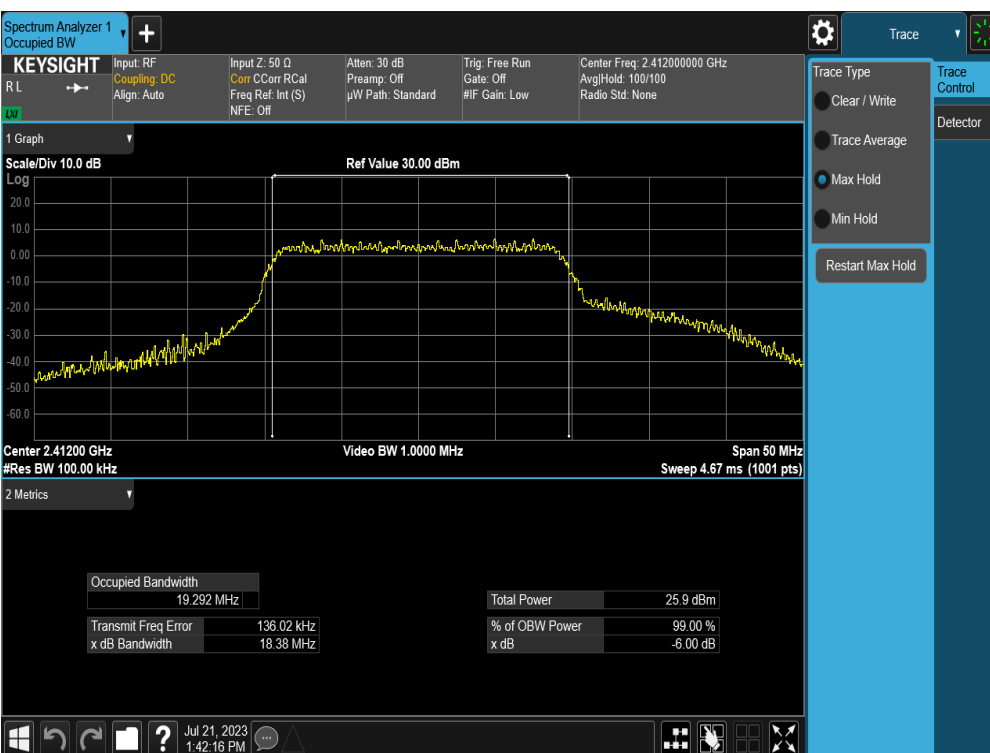 Spectrum Analyzer 1
Occupied BW
+
Trace
KEYSIGHT
R L
LXI
Input: RF
Coupling: DC
Align: Auto
Input Z: 50 Ω
Corr CCorr RCal
Freq Ref: Int (S)
NFE: Off
Atten: 30 dB
Preamp: Off
µW Path: Standard
Trig: Free Run
Gate: Off
#IF Gain: Low
Center Freq: 2.412000000 GHz
Avg|Hold: 100/100
Radio Std: None
Trace Type
Clear / Write
Trace Average
Max Hold
Min Hold
Restart Max Hold
Trace
Control
Detector
1 Graph
Scale/Div 10.0 dB
Ref Value 30.00 dBm
Log
20.0
10.0
0.00
-10.0
-20.0
-30.0
-40.0
-50.0
-60.0
Center 2.41200 GHz
Video BW 1.0000 MHz
Span 50 MHz
#Res BW 100.00 kHz
Sweep 4.67 ms (1001 pts)
2 Metrics
Occupied Bandwidth
19.292 MHz
Total Power 25.9 dBm
Transmit Freq Error 136.02 kHz
% of OBW Power 99.00 %
x dB Bandwidth 18.38 MHz
x dB -6.00 dB
?
Jul 21, 2023
1:42:16 PM